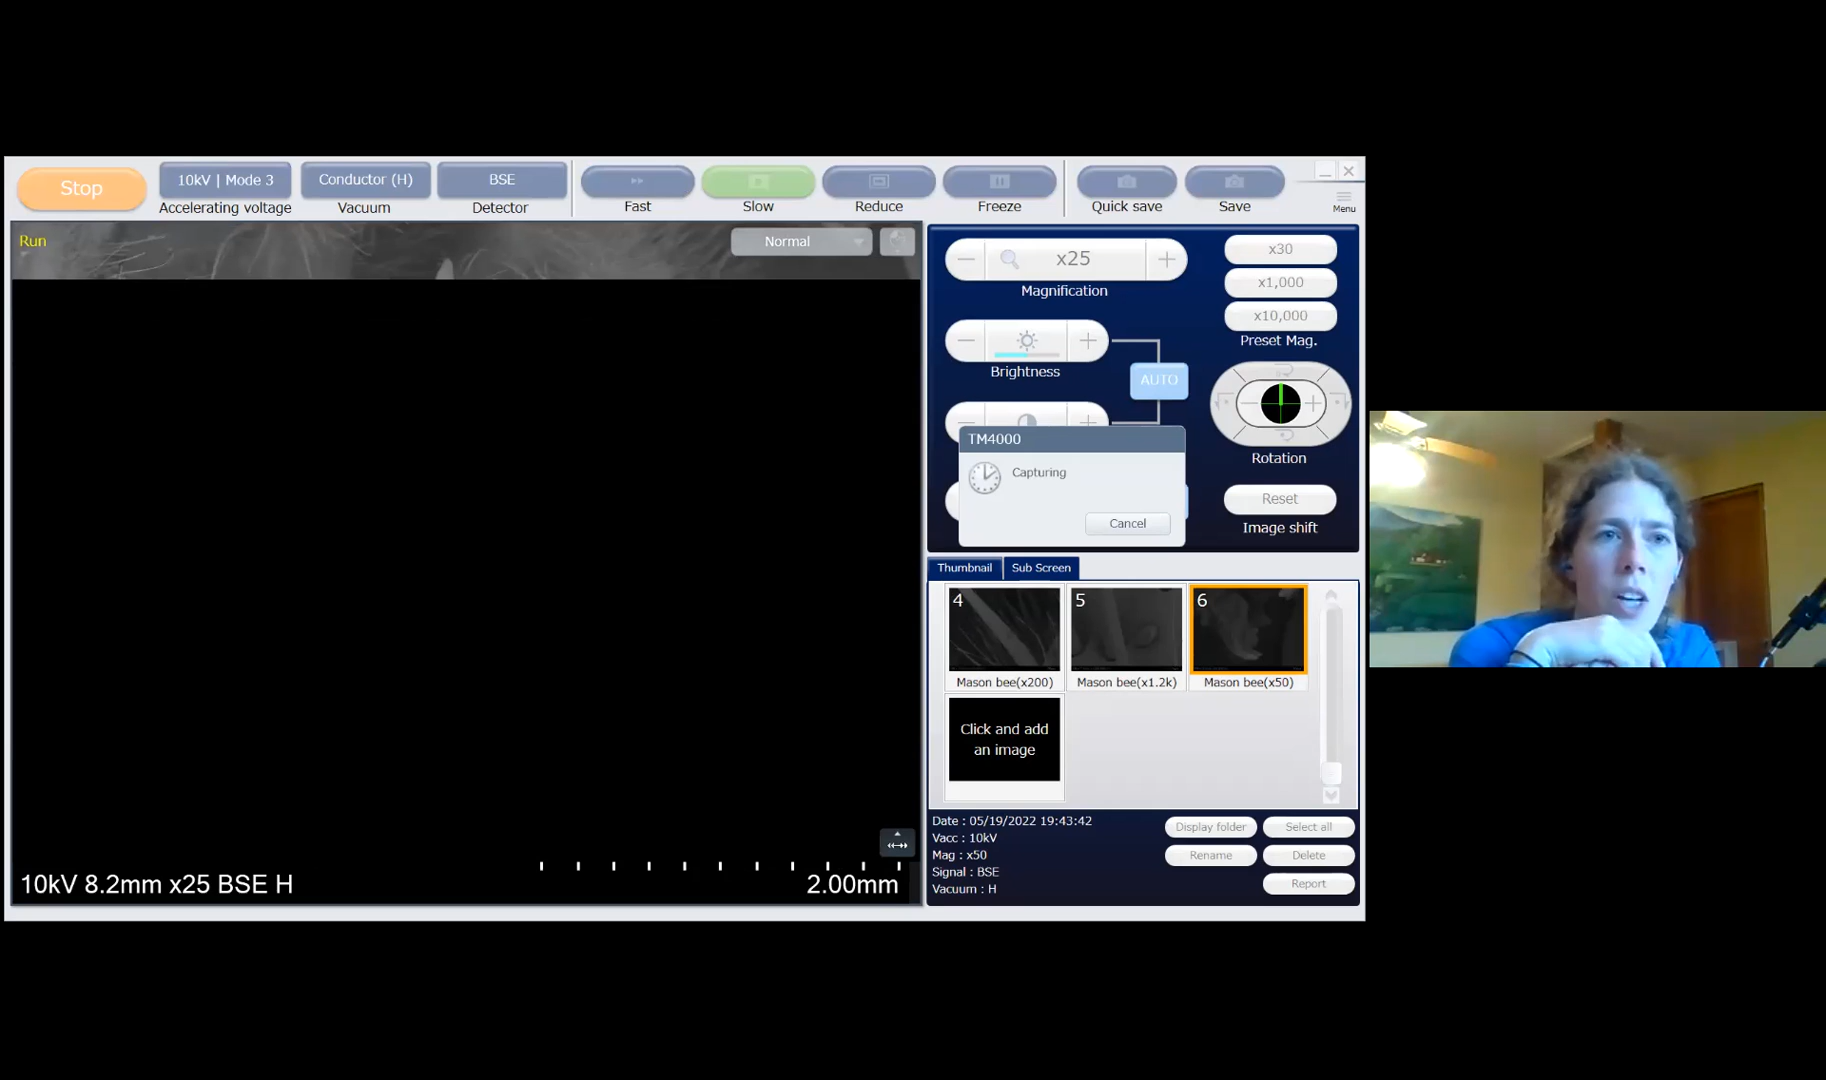 Stop
10kV | Mode 3
Accelerating voltage
Conductor (H)
Vacuum
BSE
Detector
Fast
Slow
Reduce
Freeze
Quick save
Save
Menu
Run
Normal
x25
Magnification
x30
x1,000
x10,000
Preset Mag.
Brightness
AUTO
TM4000
Capturing
Cancel
Rotation
Reset
Image shift
Thumbnail
Sub Screen
4
Mason bee(x200)
5
Mason bee(x1.2k)
6
Mason bee(x50)
Click and add
an image
Date : 05/19/2022 19:43:42
Vacc : 10kV
Mag : x50
Signal : BSE
Vacuum : H
Display folder
Select all
Rename
Delete
Report
10kV 8.2mm x25 BSE H
2.00mm